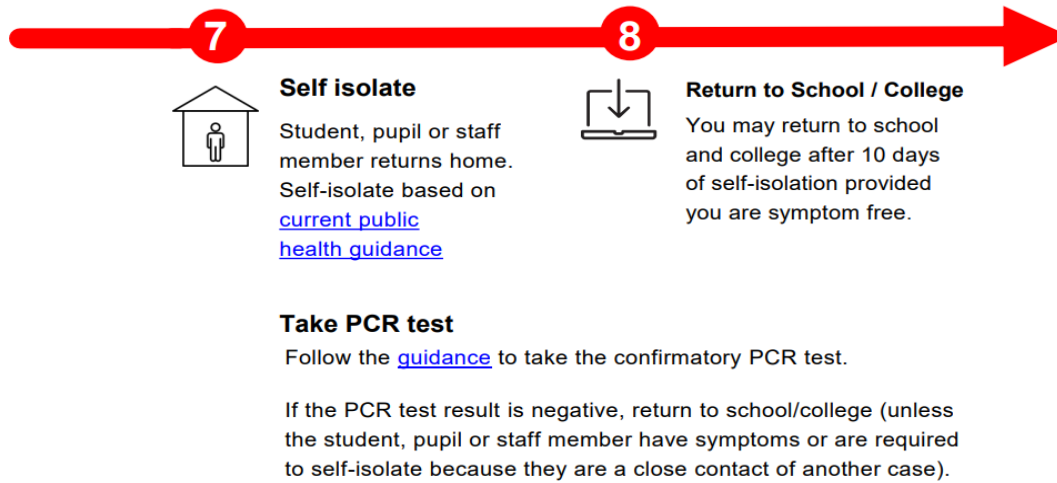 7
8
Self isolate
Student, pupil or staff
member returns home.
Self-isolate based on
current public
health guidance
Return to School / College
You may return to school
and college after 10 days
of self-isolation provided
you are symptom free.
Take PCR test
Follow the guidance to take the confirmatory PCR test.
If the PCR test result is negative, return to school/college (unless
the student, pupil or staff member have symptoms or are required
to self-isolate because they are a close contact of another case).